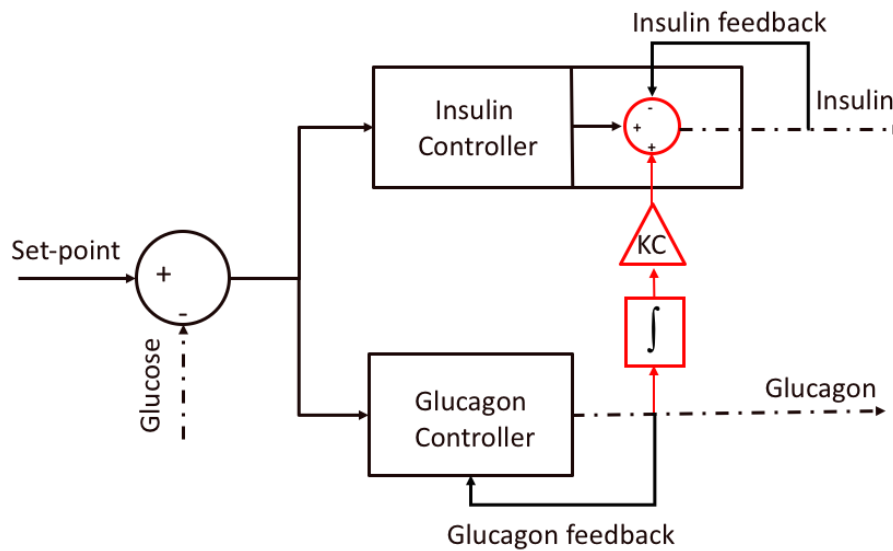 Insulin feedback
-
+
+
Insulin
Controller
Insulin
KC
Set-point
+
-
Glucose
∫
Glucagon
Controller
Glucagon
Glucagon feedback